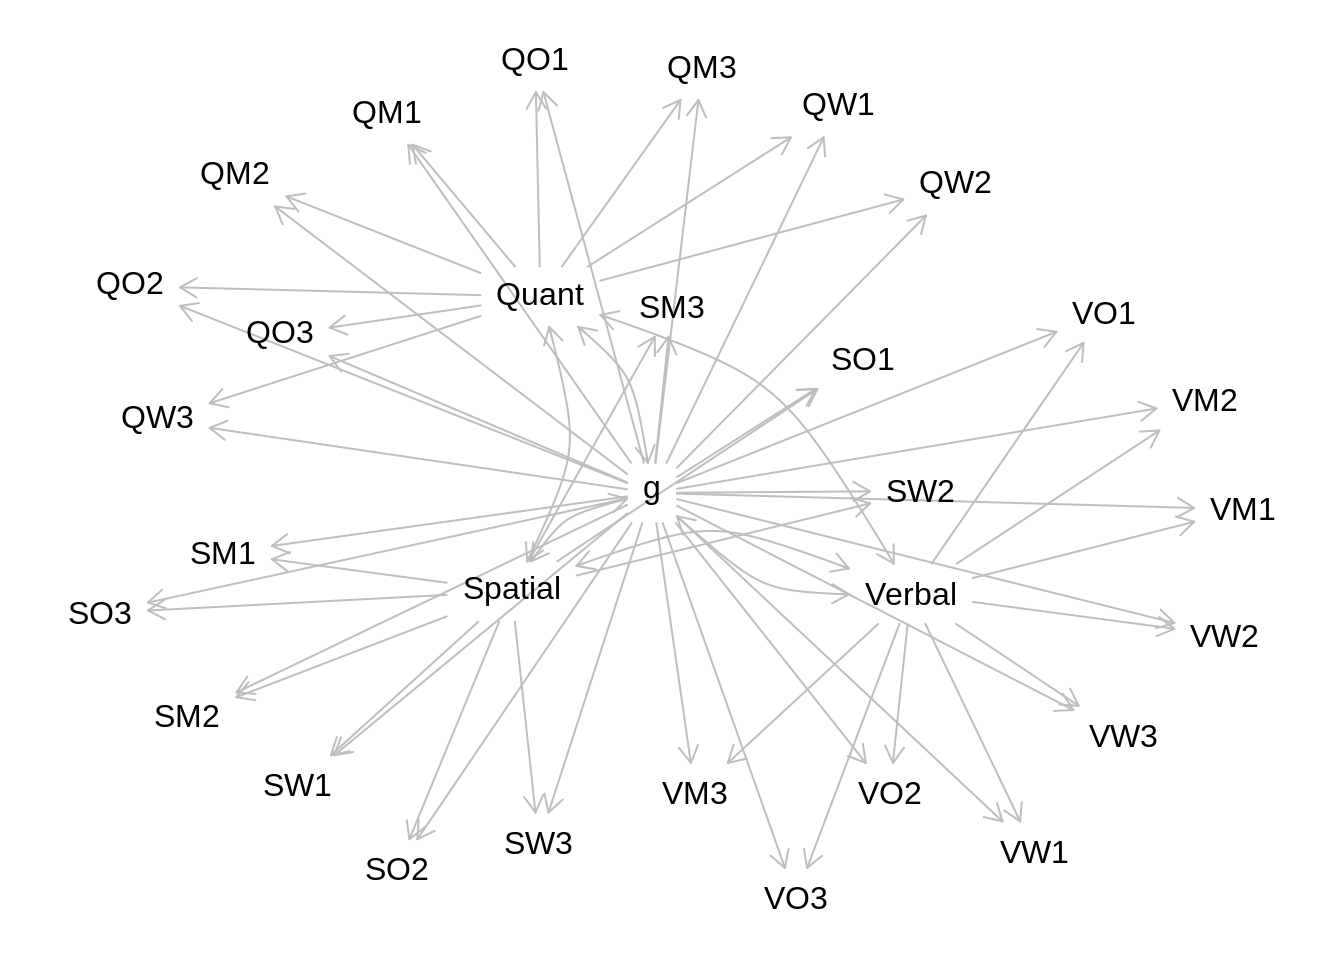 QO1
QM3
QW1
QM1
QM2
QW2
QO2
Quant
SM3
VO1
QO3
SO1
VM2
QW3
g
SW2
VM1
SM1
Spatial
Verbal
SO3
VW2
SM2
VW3
SW1
VM3
VO2
SW3
VW1
SO2
VO3